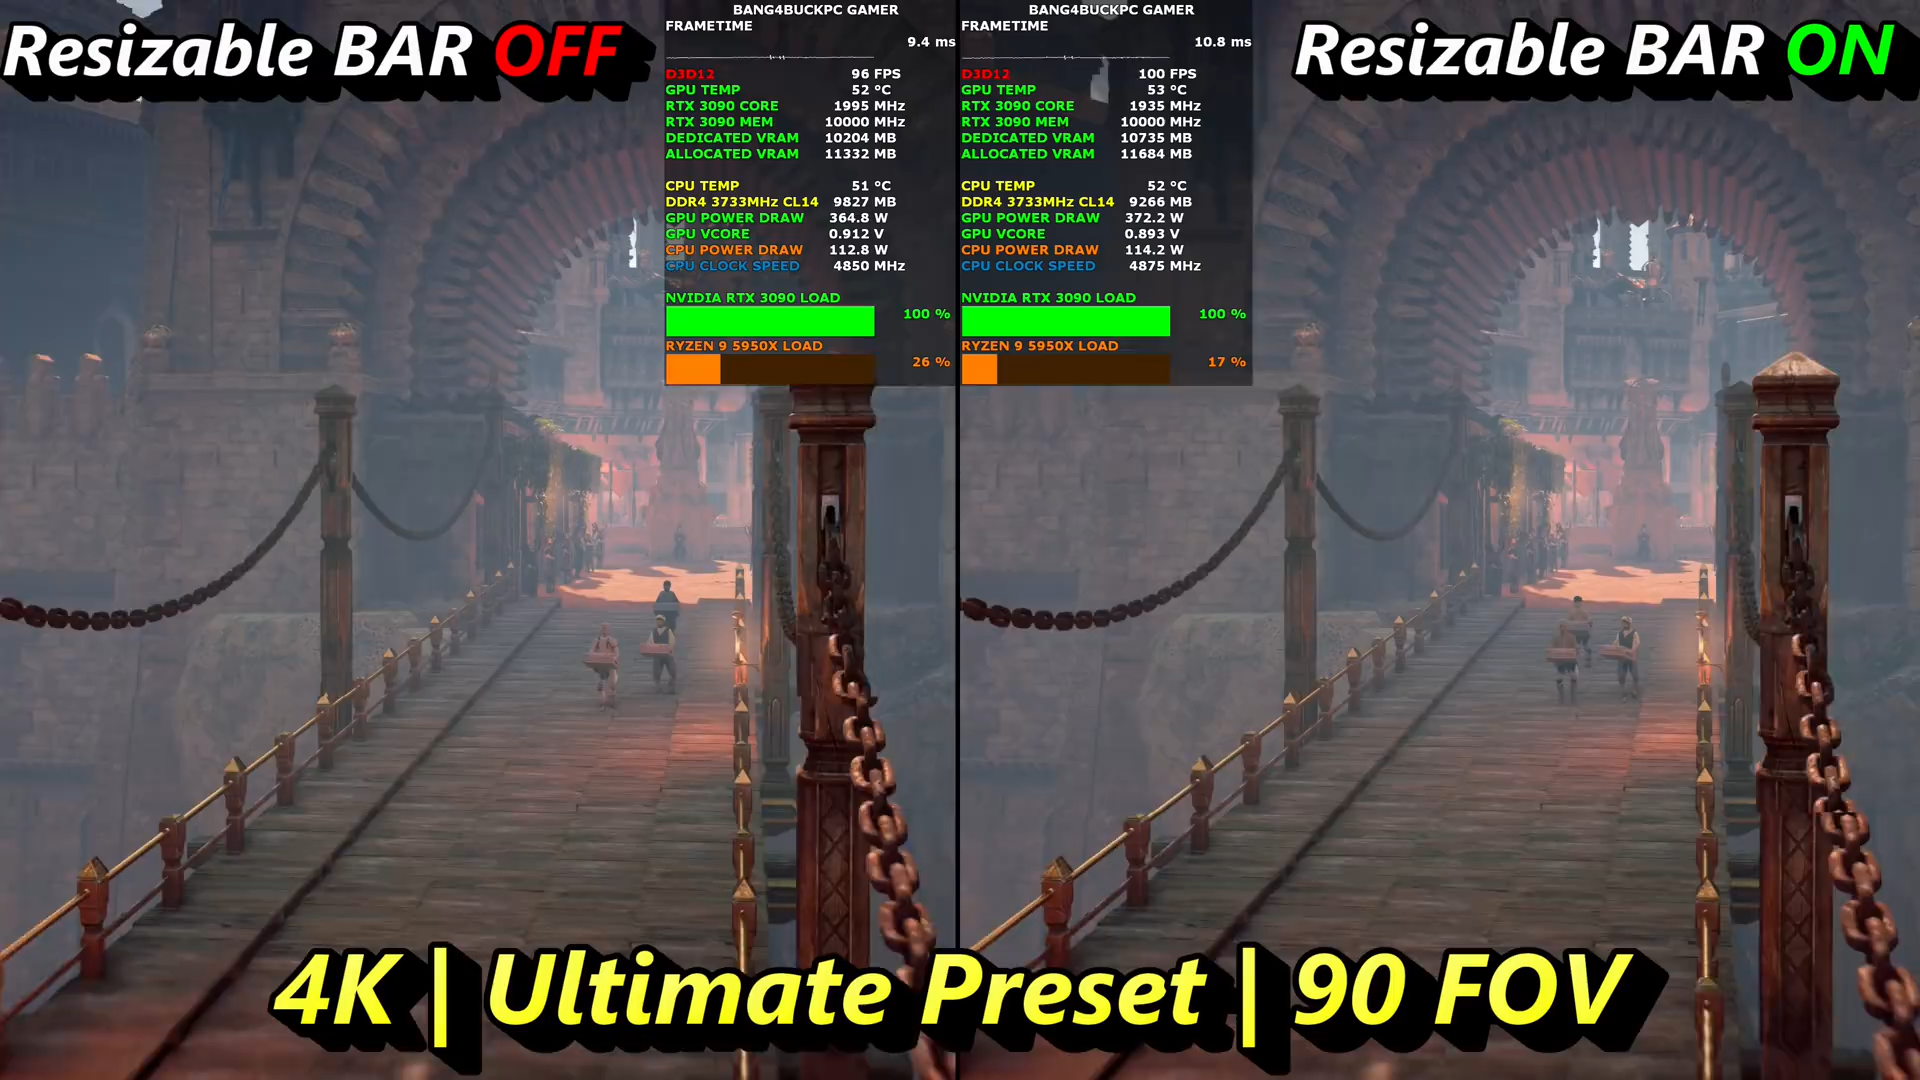 Resizable BAR OFF
BANG4BUCKPC GAMER
FRAMETIME
9.4 ms
D3D12 96 FPS
GPU TEMP 52 °C
RTX 3090 CORE 1995 MHz
RTX 3090 MEM 10000 MHz
DEDICATED VRAM 10204 MB
ALLOCATED VRAM 11332 MB
CPU TEMP 51 °C
DDR4 3733MHz CL14 9827 MB
GPU POWER DRAW 364.8 W
GPU VCORE 0.912 V
CPU POWER DRAW 112.8 W
CPU CLOCK SPEED 4850 MHz
NVIDIA RTX 3090 LOAD
100 %
RYZEN 9 5950X LOAD
26 %
BANG4BUCKPC GAMER
FRAMETIME
10.8 ms
D3D12 100 FPS
GPU TEMP 53 °C
RTX 3090 CORE 1935 MHz
RTX 3090 MEM 10000 MHz
DEDICATED VRAM 10735 MB
ALLOCATED VRAM 11684 MB
CPU TEMP 52 °C
DDR4 3733MHz CL14 9266 MB
GPU POWER DRAW 372.2 W
GPU VCORE 0.893 V
CPU POWER DRAW 114.2 W
CPU CLOCK SPEED 4875 MHz
NVIDIA RTX 3090 LOAD
100 %
RYZEN 9 5950X LOAD
17 %
Resizable BAR ON
4K | Ultimate Preset | 90 FOV